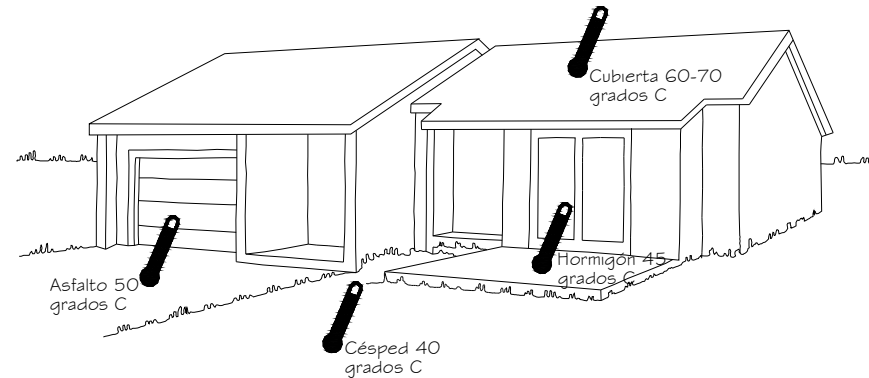 Cubierta 60-70
grados C
Hormigón 45
grados C
Asfalto 50
grados C
Césped 40
grados C